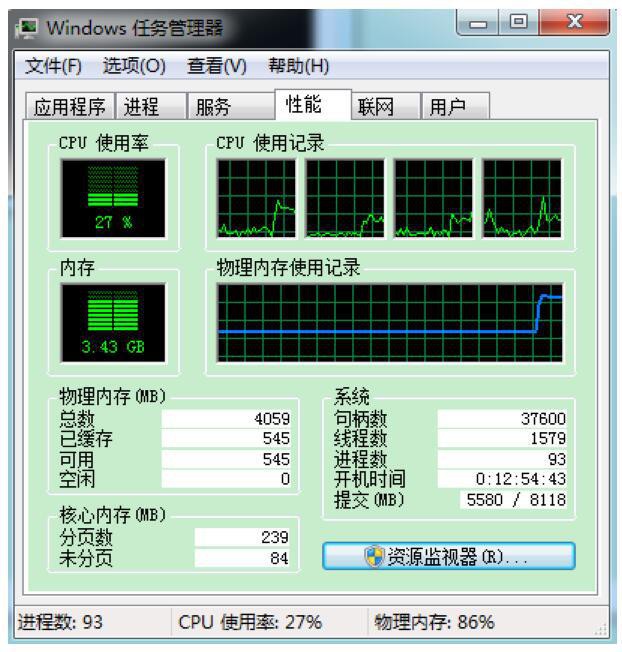 Windows 任务管理器
文件(F) 选项(O) 查看(V) 帮助(H)
应用程序 进程 服务 性能 联网 用户
CPU 使用率
27 %
CPU 使用记录
内存
3.43 GB
物理内存使用记录
物理内存(MB)
总数 4059
已缓存 545
可用 545
空闲 0
核心内存(MB)
分页数 239
未分页 84
系统
句柄数 37600
线程数 1579
进程数 93
开机时间 0:12:54:43
提交(MB) 5580 / 8118
资源监视器(R)...
进程数: 93 CPU 使用率: 27% 物理内存: 86%